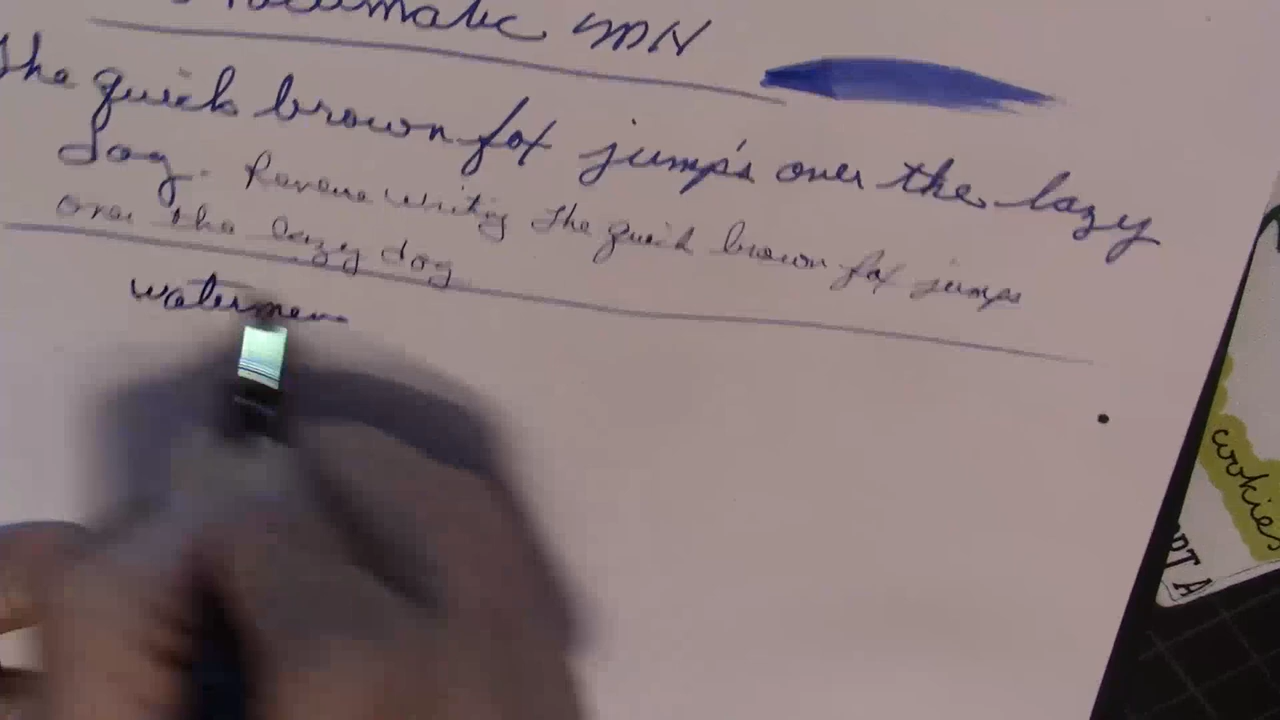 The quick brown fox jumps over the lazy
dog. Reverse writing The quick brown fox jumps
over the lazy dog
waterman
cookies